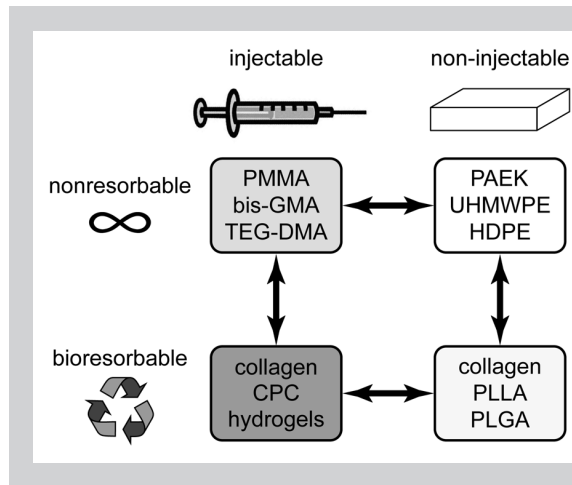 injectable
non-injectable
nonresorbable
PMMA
bis-GMA
TEG-DMA
PAEK
UHMWPE
HDPE
bioresorbable
collagen
CPC
hydrogels
collagen
PLLA
PLGA